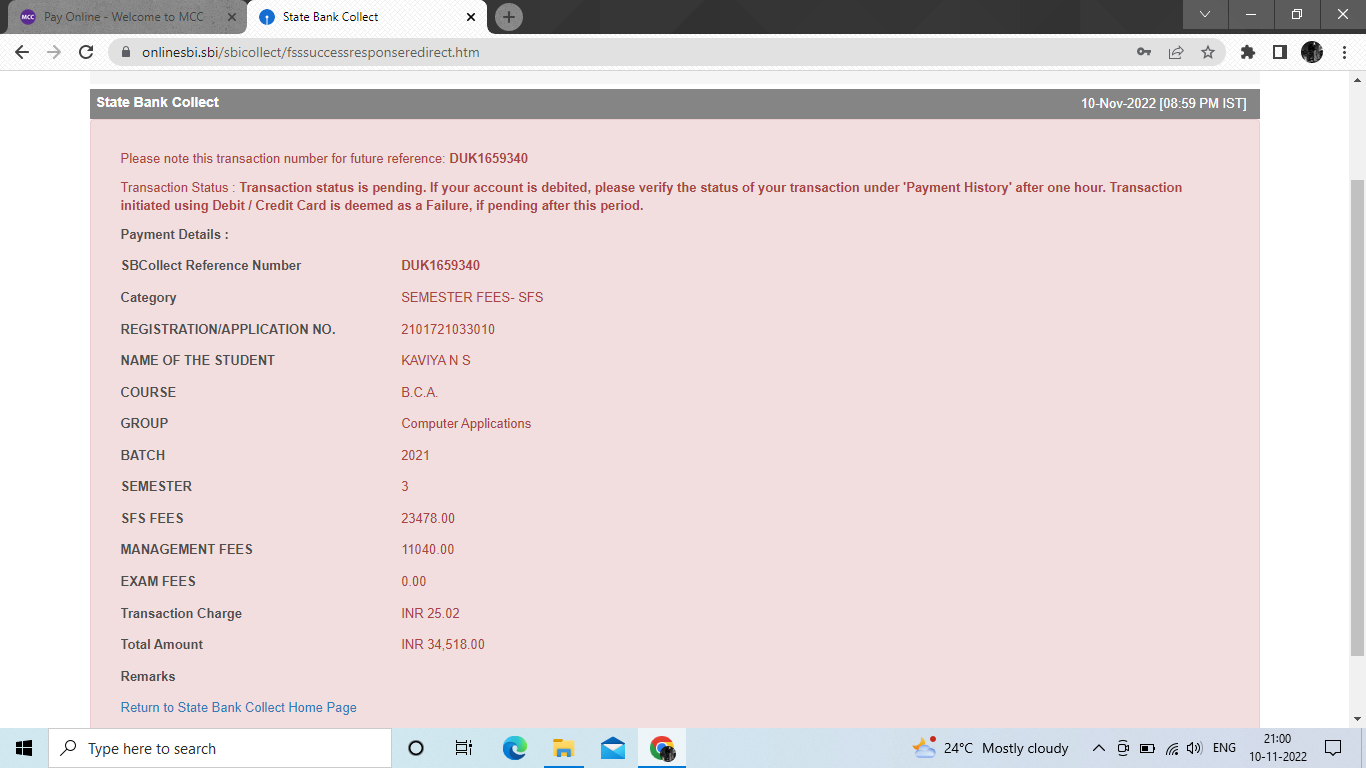 Pay Online - Welcome to MCC
State Bank Collect
onlinesbi.sbi/sbicollect/fsssuccessresponseredirect.htm
State Bank Collect 10-Nov-2022 [08:59 PM IST]
Please note this transaction number for future reference: DUK1659340
Transaction Status : Transaction status is pending. If your account is debited, please verify the status of your transaction under 'Payment History' after one hour. Transaction
initiated using Debit / Credit Card is deemed as a Failure, if pending after this period.
Payment Details :
SBCollect Reference Number DUK1659340
Category SEMESTER FEES- SFS
REGISTRATION/APPLICATION NO. 2101721033010
NAME OF THE STUDENT KAVIYA N S
COURSE B.C.A.
GROUP Computer Applications
BATCH 2021
SEMESTER 3
SFS FEES 23478.00
MANAGEMENT FEES 11040.00
EXAM FEES 0.00
Transaction Charge INR 25.02
Total Amount INR 34,518.00
Remarks
Return to State Bank Collect Home Page
Type here to search
24°C Mostly cloudy
ENG
21:00
10-11-2022